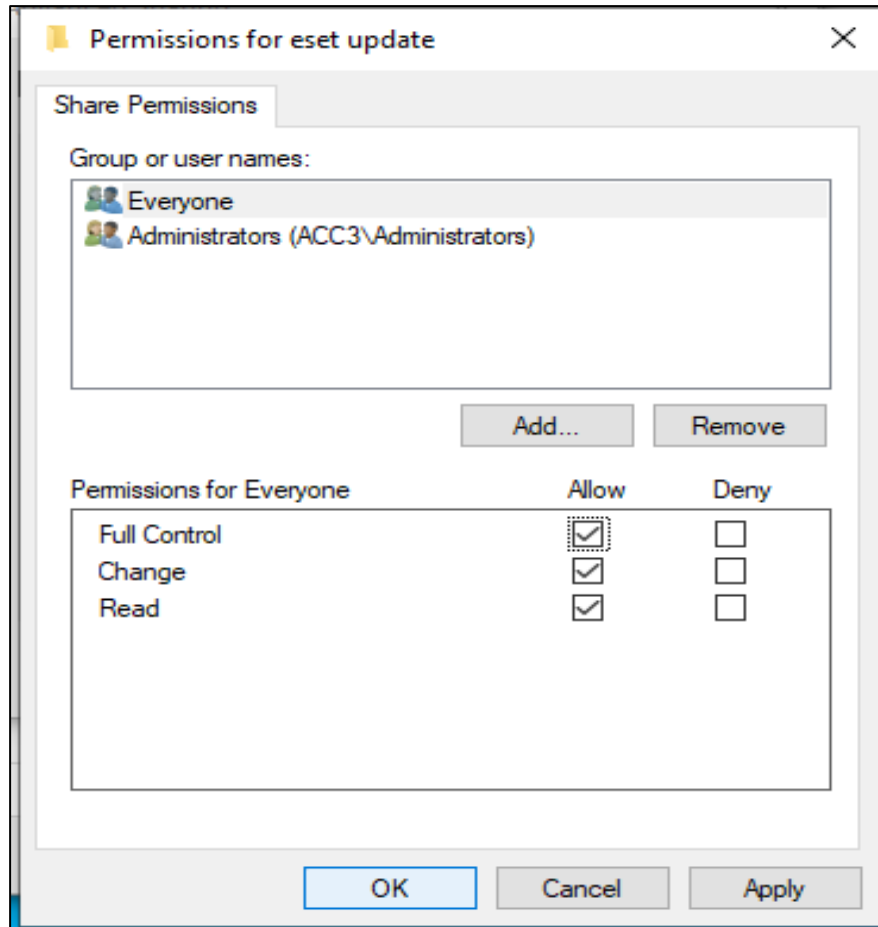 Permissions for eset update
Share Permissions
Group or user names:
Everyone
Administrators (ACC3\Administrators)
Add...
Remove
Permissions for Everyone
Allow
Deny
Full Control
Change
Read
OK
Cancel
Apply